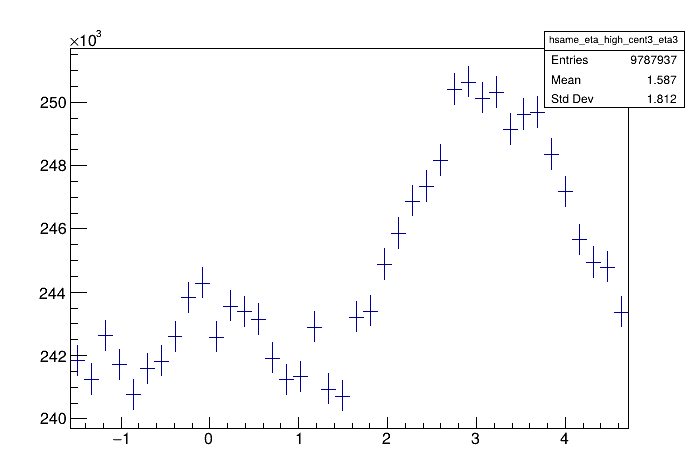 ×10³
hsame_eta_high_cent3_eta3
Entries 9787937
Mean 1.587
Std Dev 1.812
250
248
246
244
242
240
−1 0 1 2 3 4